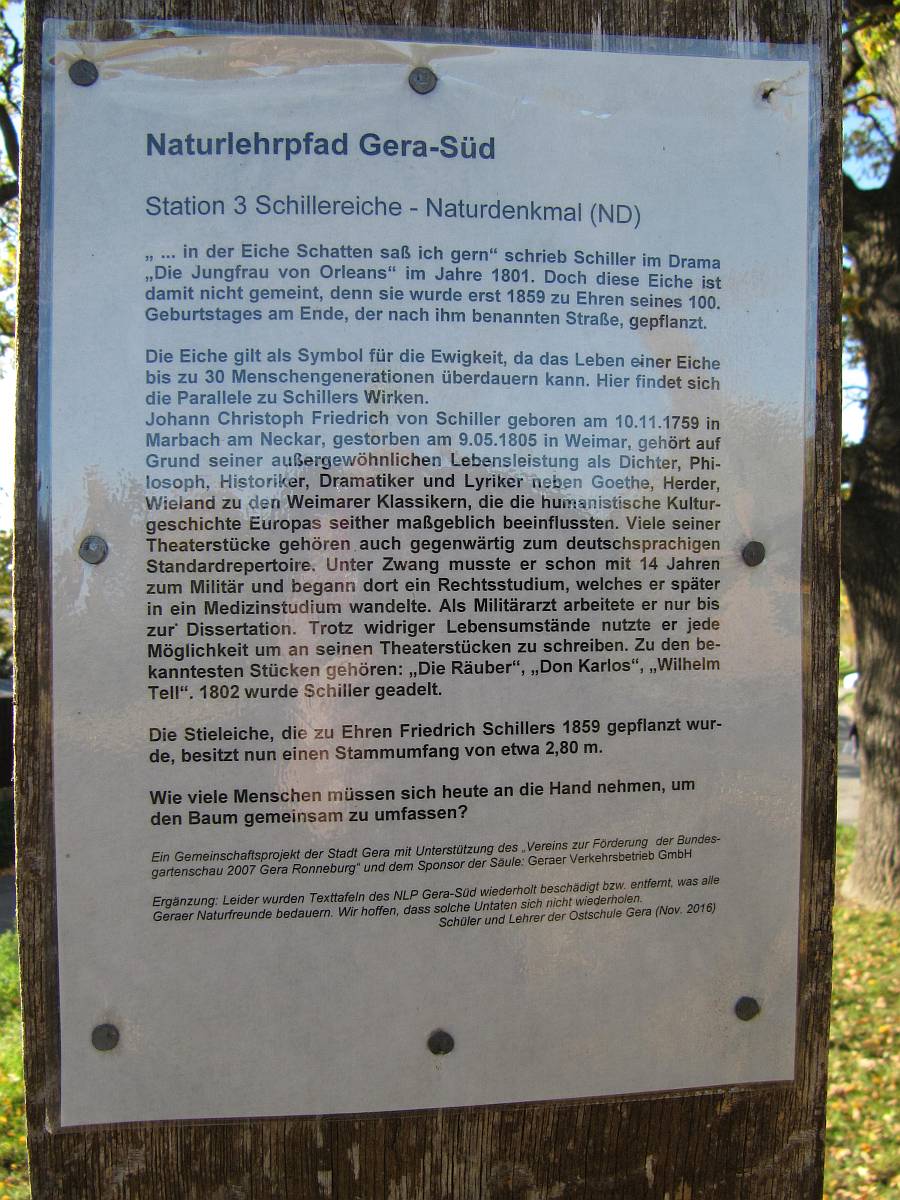 Naturlehrpfad Gera-Süd
Station 3 Schillereiche - Naturdenkmal (ND)
„ ... in der Eiche Schatten saß ich gern“ schrieb Schiller im Drama
„Die Jungfrau von Orleans“ im Jahre 1801. Doch diese Eiche ist
damit nicht gemeint, denn sie wurde erst 1859 zu Ehren seines 100.
Geburtstages am Ende, der nach ihm benannten Straße, gepflanzt.
Die Eiche gilt als Symbol für die Ewigkeit, da das Leben einer Eiche
bis zu 30 Menschengenerationen überdauern kann. Hier findet sich
die Parallele zu Schillers Wirken.
Johann Christoph Friedrich von Schiller geboren am 10.11.1759 in
Marbach am Neckar, gestorben am 9.05.1805 in Weimar, gehört auf
Grund seiner außergewöhnlichen Lebensleistung als Dichter, Phi-
losoph, Historiker, Dramatiker und Lyriker neben Goethe, Herder,
Wieland zu den Weimarer Klassikern, die die humanistische Kultur-
geschichte Europas seither maßgeblich beeinflussten. Viele seiner
Theaterstücke gehören auch gegenwärtig zum deutschsprachigen
Standardrepertoire. Unter Zwang musste er schon mit 14 Jahren
zum Militär und begann dort ein Rechtsstudium, welches er später
in ein Medizinstudium wandelte. Als Militärarzt arbeitete er nur bis
zur Dissertation. Trotz widriger Lebensumstände nutzte er jede
Möglichkeit um an seinen Theaterstücken zu schreiben. Zu den be-
kanntesten Stücken gehören: „Die Räuber“, „Don Karlos“, „Wilhelm
Tell“. 1802 wurde Schiller geadelt.
Die Stieleiche, die zu Ehren Friedrich Schillers 1859 gepflanzt wur-
de, besitzt nun einen Stammumfang von etwa 2,80 m.
Wie viele Menschen müssen sich heute an die Hand nehmen, um
den Baum gemeinsam zu umfassen?
Ein Gemeinschaftsprojekt der Stadt Gera mit Unterstützung des „Vereins zur Förderung der Bundes-
gartenschau 2007 Gera Ronneburg“ und dem Sponsor der Säule: Geraer Verkehrsbetrieb GmbH
Ergänzung: Leider wurden Texttafeln des NLP Gera-Süd wiederholt beschädigt bzw. entfernt, was alle
Geraer Naturfreunde bedauern. Wir hoffen, dass solche Untaten sich nicht wiederholen.
Schüler und Lehrer der Ostschule Gera (Nov. 2016)